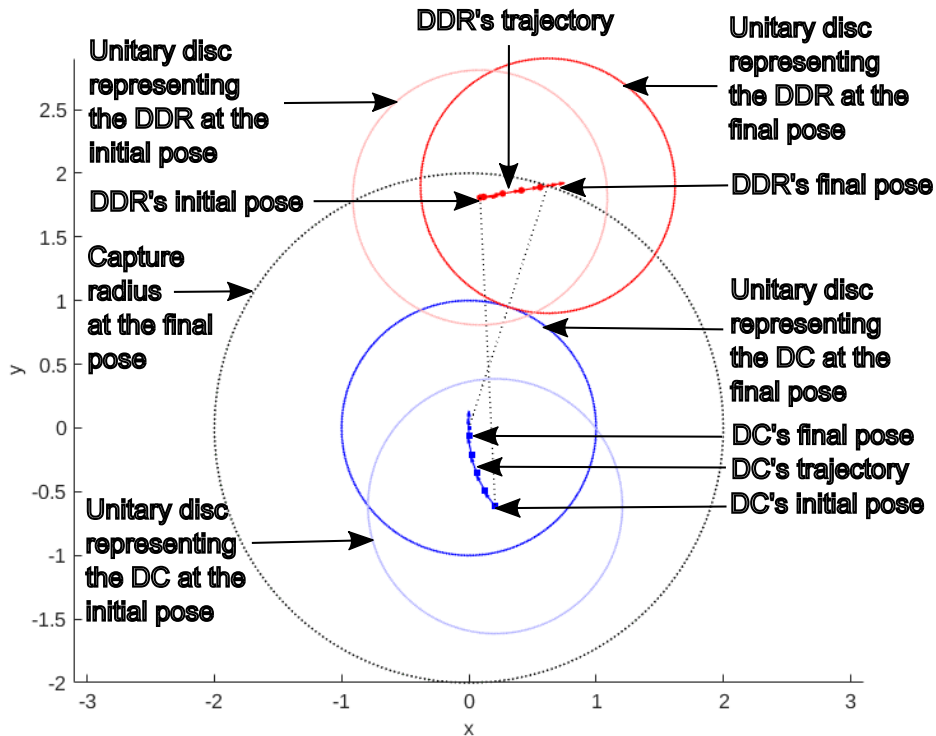 DDR's trajectory
Unitary disc
representing
the DDR at the
initial pose
Unitary disc
representing
the DDR at the
final pose
DDR's initial pose
DDR's final pose
Capture
radius
at the final
pose
Unitary disc
representing
the DC at the
final pose
DC's final pose
DC's trajectory
DC's initial pose
Unitary disc
representing
the DC at the
initial pose
y
2.5
2
1.5
1
0.5
0
-0.5
-1
-1.5
-2
-3
-2
-1
0
1
2
3
x